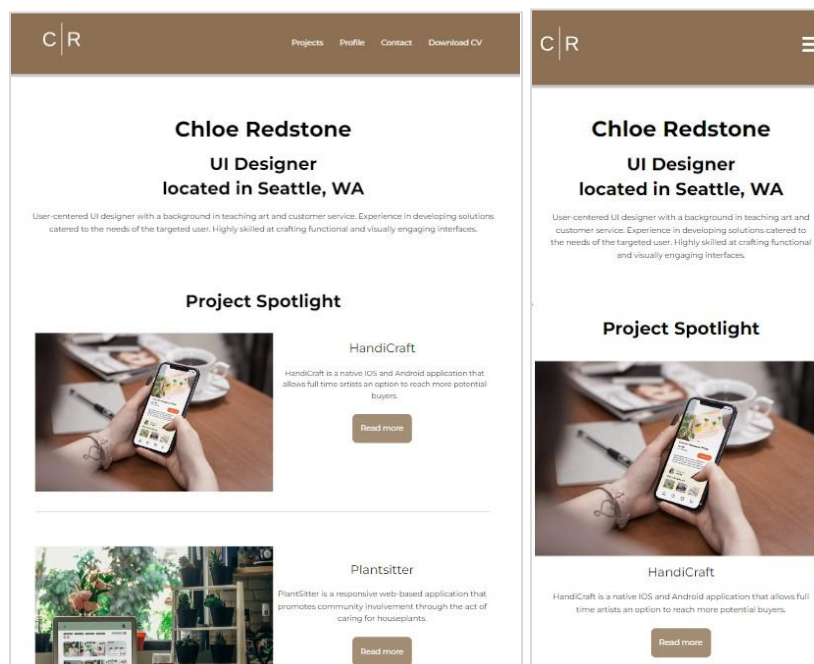 C|R
Projects Profile Contact Download CV
Chloe Redstone
UI Designer
located in Seattle, WA
User-centered UI designer with a background in teaching art and customer service. Experience in developing solutions
catered to the needs of the targeted user. Highly skilled at crafting functional and visually engaging interfaces.
Project Spotlight
HandiCraft
HandiCraft is a native IOS and Android application that
allows full time artists an option to reach more potential
buyers.
Read more
Plantsitter
PlantSitter is a responsive web-based application that
promotes community involvement through the act of
caring for houseplants.
Read more
C|R
Chloe Redstone
UI Designer
located in Seattle, WA
User-centered UI designer with a background in teaching art and
customer service. Experience in developing solutions catered to
the needs of the targeted user. Highly skilled at crafting functional
and visually engaging interfaces.
Project Spotlight
HandiCraft
HandiCraft is a native IOS and Android application that allows full
time artists an option to reach more potential buyers.
Read more